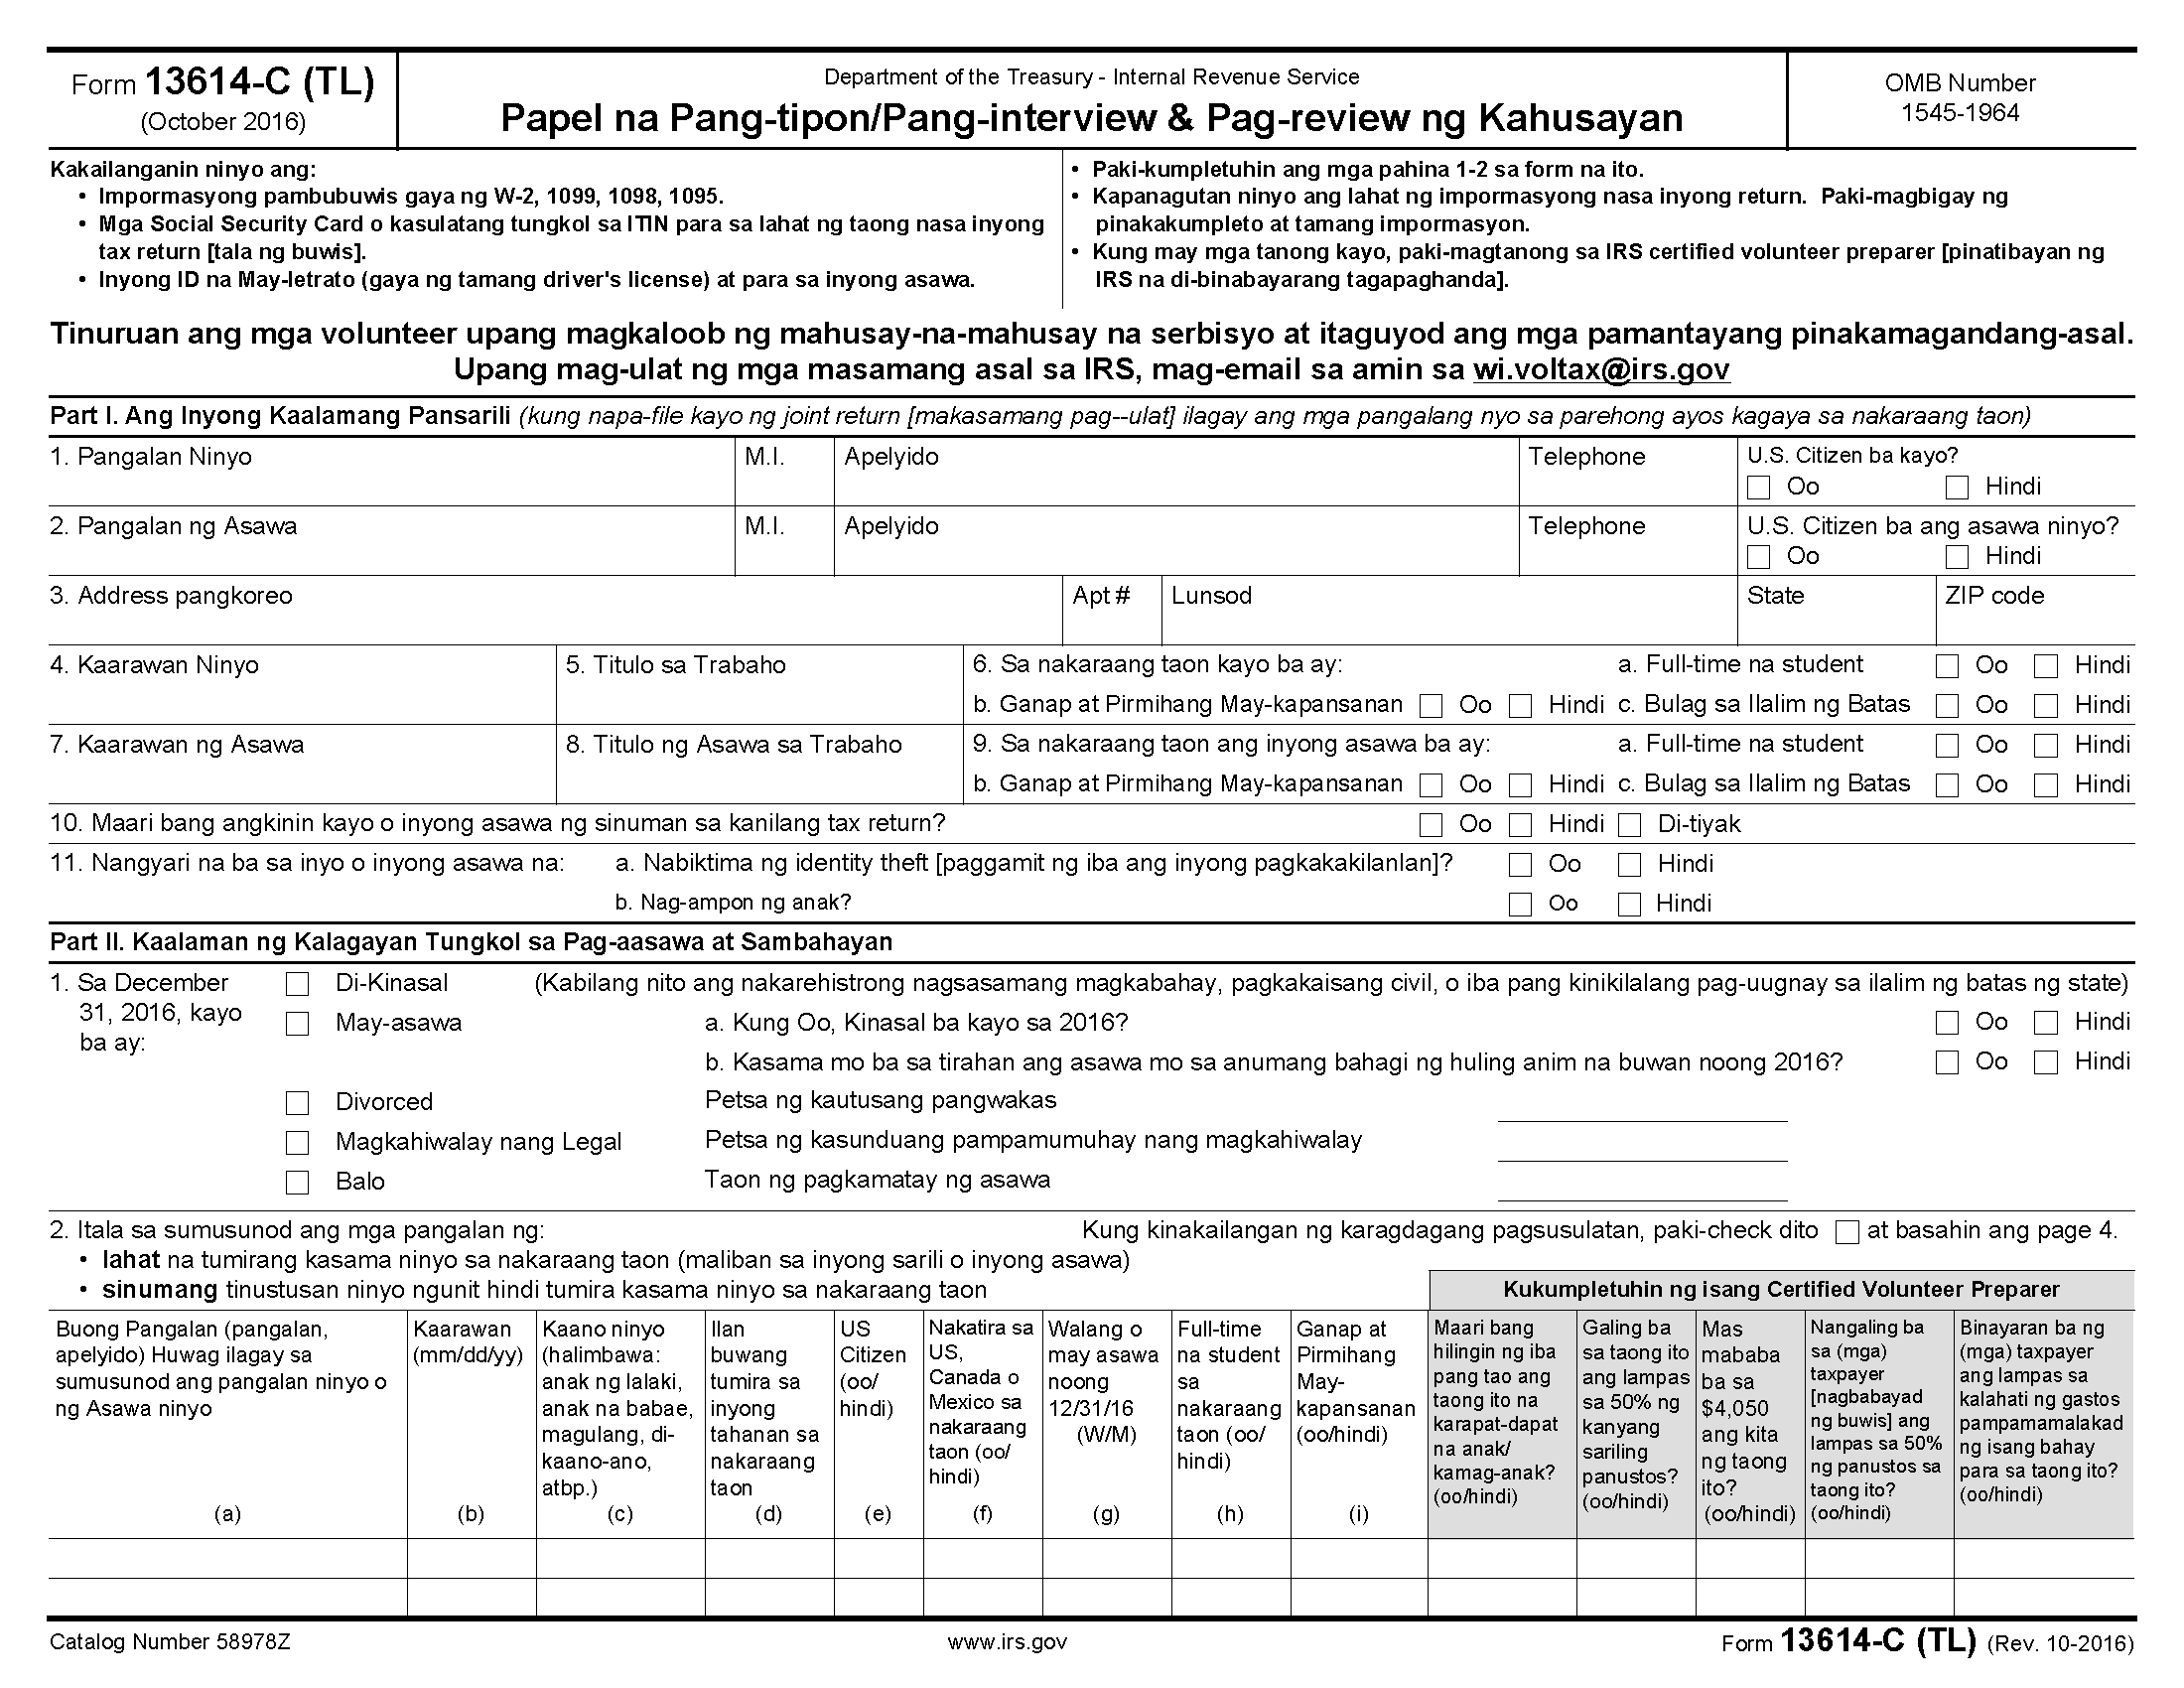 Form 13614-C (TL)
(October 2016)
Department of the Treasury - Internal Revenue Service
Papel na Pang-tipon/Pang-interview & Pag-review ng Kahusayan
OMB Number
1545-1964
Kakailanganin ninyo ang:
• Impormasyong pambubuwis gaya ng W-2, 1099, 1098, 1095.
• Mga Social Security Card o kasulatang tungkol sa ITIN para sa lahat ng taong nasa inyong
tax return [tala ng buwis].
• Inyong ID na May-letrato (gaya ng tamang driver's license) at para sa inyong asawa.
• Paki-kumpletuhin ang mga pahina 1-2 sa form na ito.
• Kapanagutan ninyo ang lahat ng impormasyong nasa inyong return. Paki-magbigay ng
pinakakumpleto at tamang impormasyon.
• Kung may mga tanong kayo, paki-magtanong sa IRS certified volunteer preparer [pinatibayan ng
IRS na di-binabayarang tagapaghanda].
Tinuruan ang mga volunteer upang magkaloob ng mahusay-na-mahusay na serbisyo at itaguyod ang mga pamantayang pinakamagandang-asal.
Upang mag-ulat ng mga masamang asal sa IRS, mag-email sa amin sa wi.voltax@irs.gov
Part I. Ang Inyong Kaalamang Pansarili (kung napa-file kayo ng joint return [makasamang pag--ulat] ilagay ang mga pangalang nyo sa parehong ayos kagaya sa nakaraang taon)
1. Pangalan Ninyo
M.I.
Apelyido
Telephone
U.S. Citizen ba kayo?
Oo Hindi
2. Pangalan ng Asawa
M.I.
Apelyido
Telephone
U.S. Citizen ba ang asawa ninyo?
Oo Hindi
3. Address pangkoreo
Apt #
Lunsod
State
ZIP code
4. Kaarawan Ninyo
5. Titulo sa Trabaho
6. Sa nakaraang taon kayo ba ay: a. Full-time na student Oo Hindi
b. Ganap at Pirmihang May-kapansanan Oo Hindi c. Bulag sa Ilalim ng Batas Oo Hindi
7. Kaarawan ng Asawa
8. Titulo ng Asawa sa Trabaho
9. Sa nakaraang taon ang inyong asawa ba ay: a. Full-time na student Oo Hindi
b. Ganap at Pirmihang May-kapansanan Oo Hindi c. Bulag sa Ilalim ng Batas Oo Hindi
10. Maari bang angkinin kayo o inyong asawa ng sinuman sa kanilang tax return? Oo Hindi Di-tiyak
11. Nangyari na ba sa inyo o inyong asawa na: a. Nabiktima ng identity theft [paggamit ng iba ang inyong pagkakakilanlan]? Oo Hindi
b. Nag-ampon ng anak? Oo Hindi
Part II. Kaalaman ng Kalagayan Tungkol sa Pag-aasawa at Sambahayan
1. Sa December
31, 2016, kayo
ba ay:
Di-Kinasal (Kabilang nito ang nakarehistrong nagsasamang magkabahay, pagkakaisang civil, o iba pang kinikilalang pag-uugnay sa ilalim ng batas ng state)
May-asawa a. Kung Oo, Kinasal ba kayo sa 2016? Oo Hindi
b. Kasama mo ba sa tirahan ang asawa mo sa anumang bahagi ng huling anim na buwan noong 2016? Oo Hindi
Divorced Petsa ng kautusang pangwakas
Magkahiwalay nang Legal Petsa ng kasunduang pampamumuhay nang magkahiwalay
Balo Taon ng pagkamatay ng asawa
2. Itala sa sumusunod ang mga pangalan ng: Kung kinakailangan ng karagdagang pagsusulatan, paki-check dito at basahin ang page 4.
• lahat na tumirang kasama ninyo sa nakaraang taon (maliban sa inyong sarili o inyong asawa)
• sinumang tinustusan ninyo ngunit hindi tumira kasama ninyo sa nakaraang taon
Kukumpletuhin ng isang Certified Volunteer Preparer
Buong Pangalan (pangalan,
apelyido) Huwag ilagay sa
sumusunod ang pangalan ninyo o
ng Asawa ninyo
(a)
Kaarawan
(mm/dd/yy)
(b)
Kaano ninyo
(halimbawa:
anak ng lalaki,
anak na babae,
magulang, di-
kaano-ano,
atbp.)
(c)
Ilan
buwang
tumira sa
inyong
tahanan sa
nakaraang
taon
(d)
US
Citizen
(oo/
hindi)
(e)
Nakatira sa
US,
Canada o
Mexico sa
nakaraang
taon (oo/
hindi)
(f)
Walang o
may asawa
noong
12/31/16
(W/M)
(g)
Full-time
na student
sa
nakaraang
taon (oo/
hindi)
(h)
Ganap at
Pirmihang
May-
kapansanan
(oo/hindi)
(i)
Maari bang
hilingin ng iba
pang tao ang
taong ito na
karapat-dapat
na anak/
kamag-anak?
(oo/hindi)
Galing ba
sa taong ito
ang lampas
sa 50% ng
kanyang
sariling
panustos?
(oo/hindi)
Mas
mababa
ba sa
$4,050
ang kita
ng taong
ito?
(oo/hindi)
Nangaling ba
sa (mga)
taxpayer
[nagbabayad
ng buwis] ang
lampas sa 50%
ng panustos sa
taong ito?
(oo/hindi)
Binayaran ba ng
(mga) taxpayer
ang lampas sa
kalahati ng gastos
pampamamalakad
ng isang bahay
para sa taong ito?
(oo/hindi)
Catalog Number 58978Z
www.irs.gov
Form 13614-C (TL) (Rev. 10-2016)